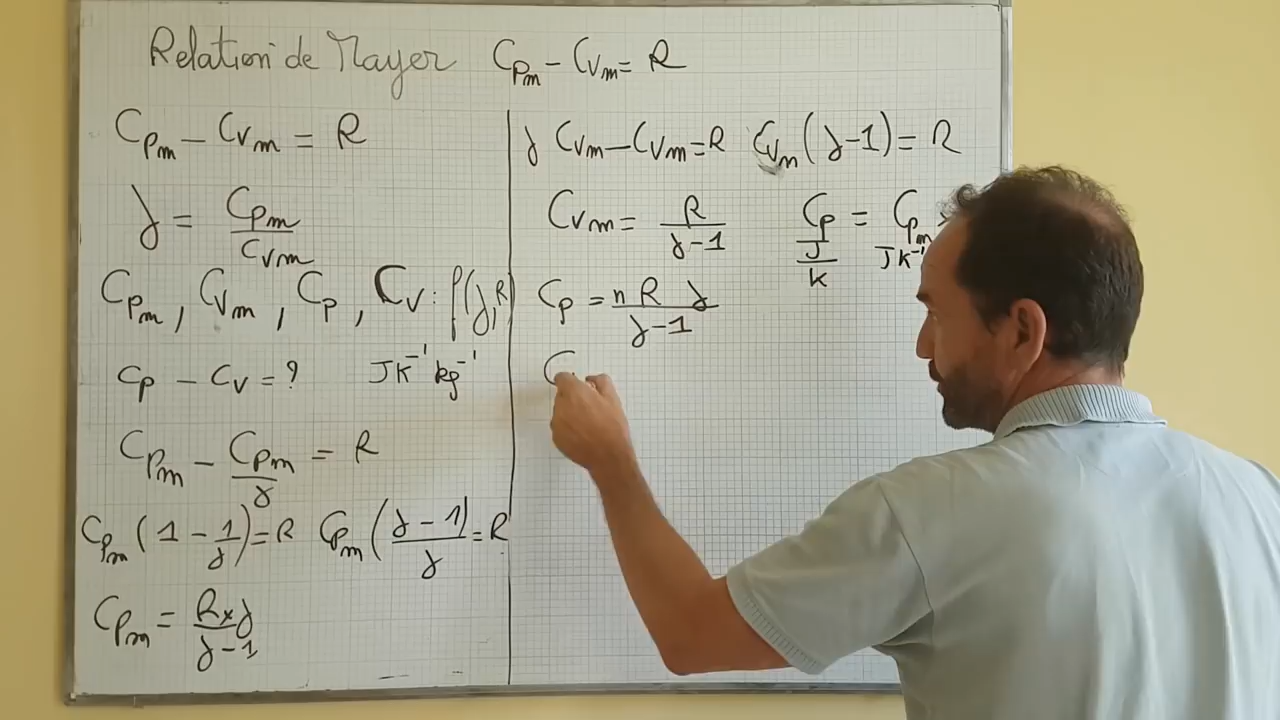 Relation de Mayer Cpm - Cvm = R
Cpm - Cvm = R
γ = Cpm / Cvm
Cpm, Cvm, Cp, Cv : f(γ, R)
cp - cv = ? JK⁻¹ kg⁻¹
Cpm - Cpm/γ = R
Cpm (1 - 1/γ) = R Cpm (γ - 1)/γ = R
Cpm = R×γ / γ-1
γ Cvm - Cvm = R Cvm (γ-1) = R
Cvm = R / γ-1 Cp = Cpm
J/K JK⁻¹
Cp = n R γ / γ-1
C